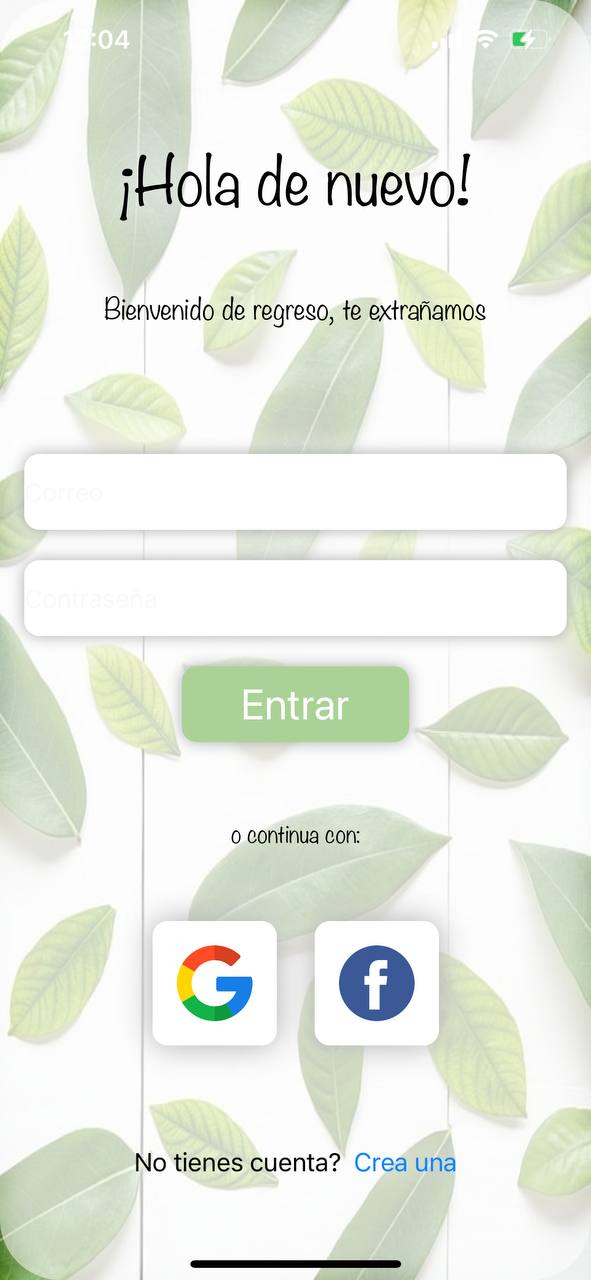 :04
¡Hola de nuevo!
Bienvenido de regreso, te extrañamos
Correo
Contraseña
Entrar
o continua con:
No tienes cuenta? Crea una